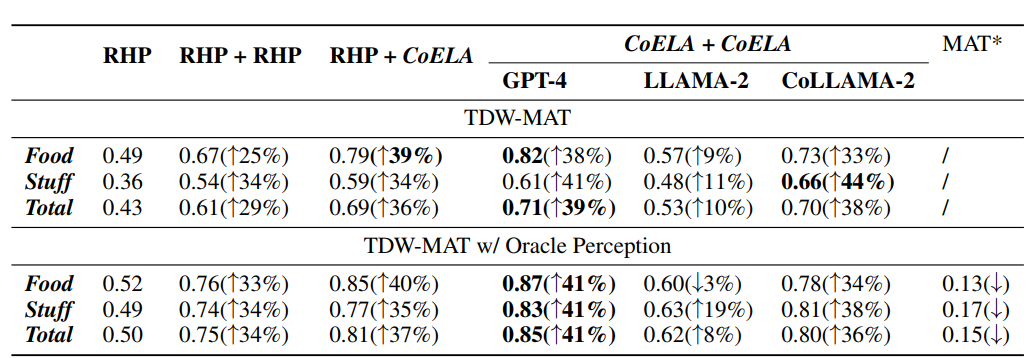 CoELA + CoELA MAT*
RHP RHP + RHP RHP + CoELA
GPT-4 LLAMA-2 CoLLAMA-2
TDW-MAT
Food 0.49 0.67(↑25%) 0.79(↑39%) 0.82(↑38%) 0.57(↑9%) 0.73(↑33%) /
Stuff 0.36 0.54(↑34%) 0.59(↑34%) 0.61(↑41%) 0.48(↑11%) 0.66(↑44%) /
Total 0.43 0.61(↑29%) 0.69(↑36%) 0.71(↑39%) 0.53(↑10%) 0.70(↑38%) /
TDW-MAT w/ Oracle Perception
Food 0.52 0.76(↑33%) 0.85(↑40%) 0.87(↑41%) 0.60(↓3%) 0.78(↑34%) 0.13(↓)
Stuff 0.49 0.74(↑34%) 0.77(↑35%) 0.83(↑41%) 0.63(↑19%) 0.81(↑38%) 0.17(↓)
Total 0.50 0.75(↑34%) 0.81(↑37%) 0.85(↑41%) 0.62(↑8%) 0.80(↑36%) 0.15(↓)